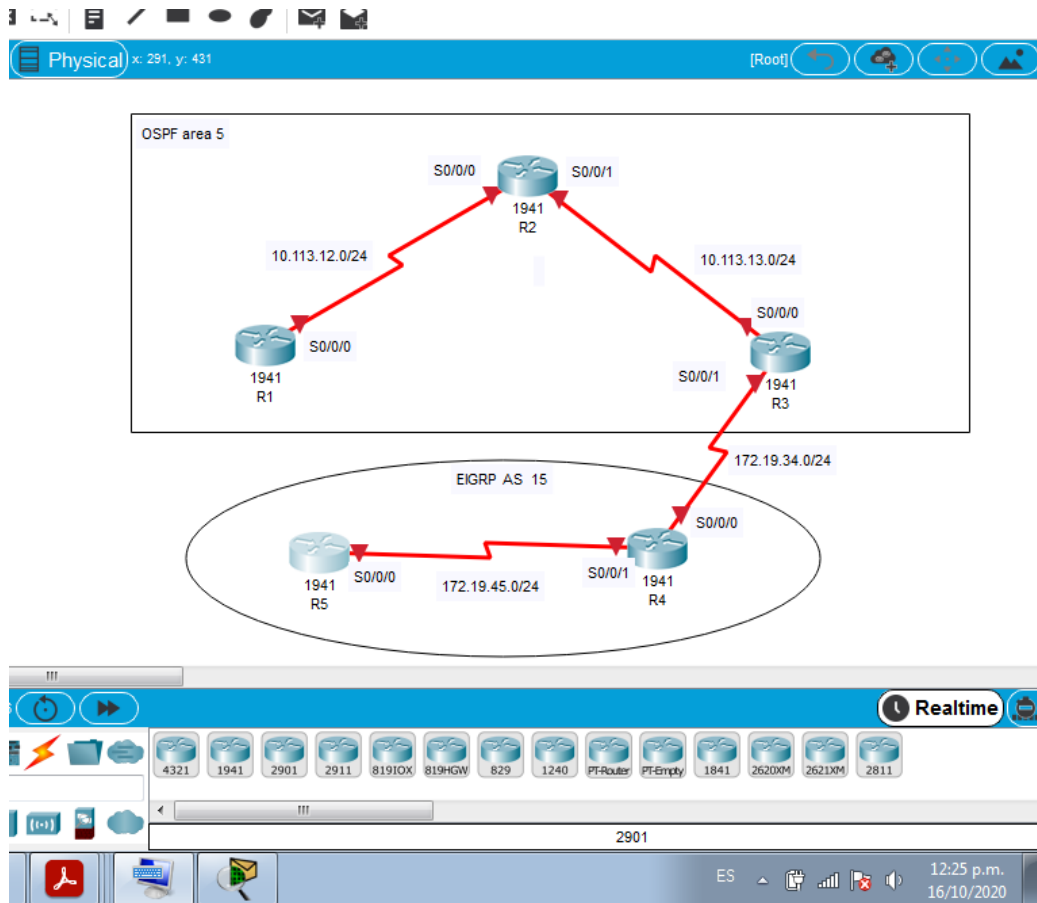 Physical x: 291, y: 431 [Root]
OSPF area 5
S0/0/0 S0/0/1
1941
R2
10.113.12.0/24 10.113.13.0/24
S0/0/0
S0/0/0
1941
R1
S0/0/1
1941
R3
172.19.34.0/24
EIGRP AS 15
S0/0/0
1941
R5
S0/0/0
172.19.45.0/24
S0/0/1
1941
R4
Realtime
4321 1941 2901 2911 819IOX 819HGW 829 1240 PT-Router PT-Empty 1841 2620XM 2621XM 2811
2901
ES 12:25 p.m.
16/10/2020